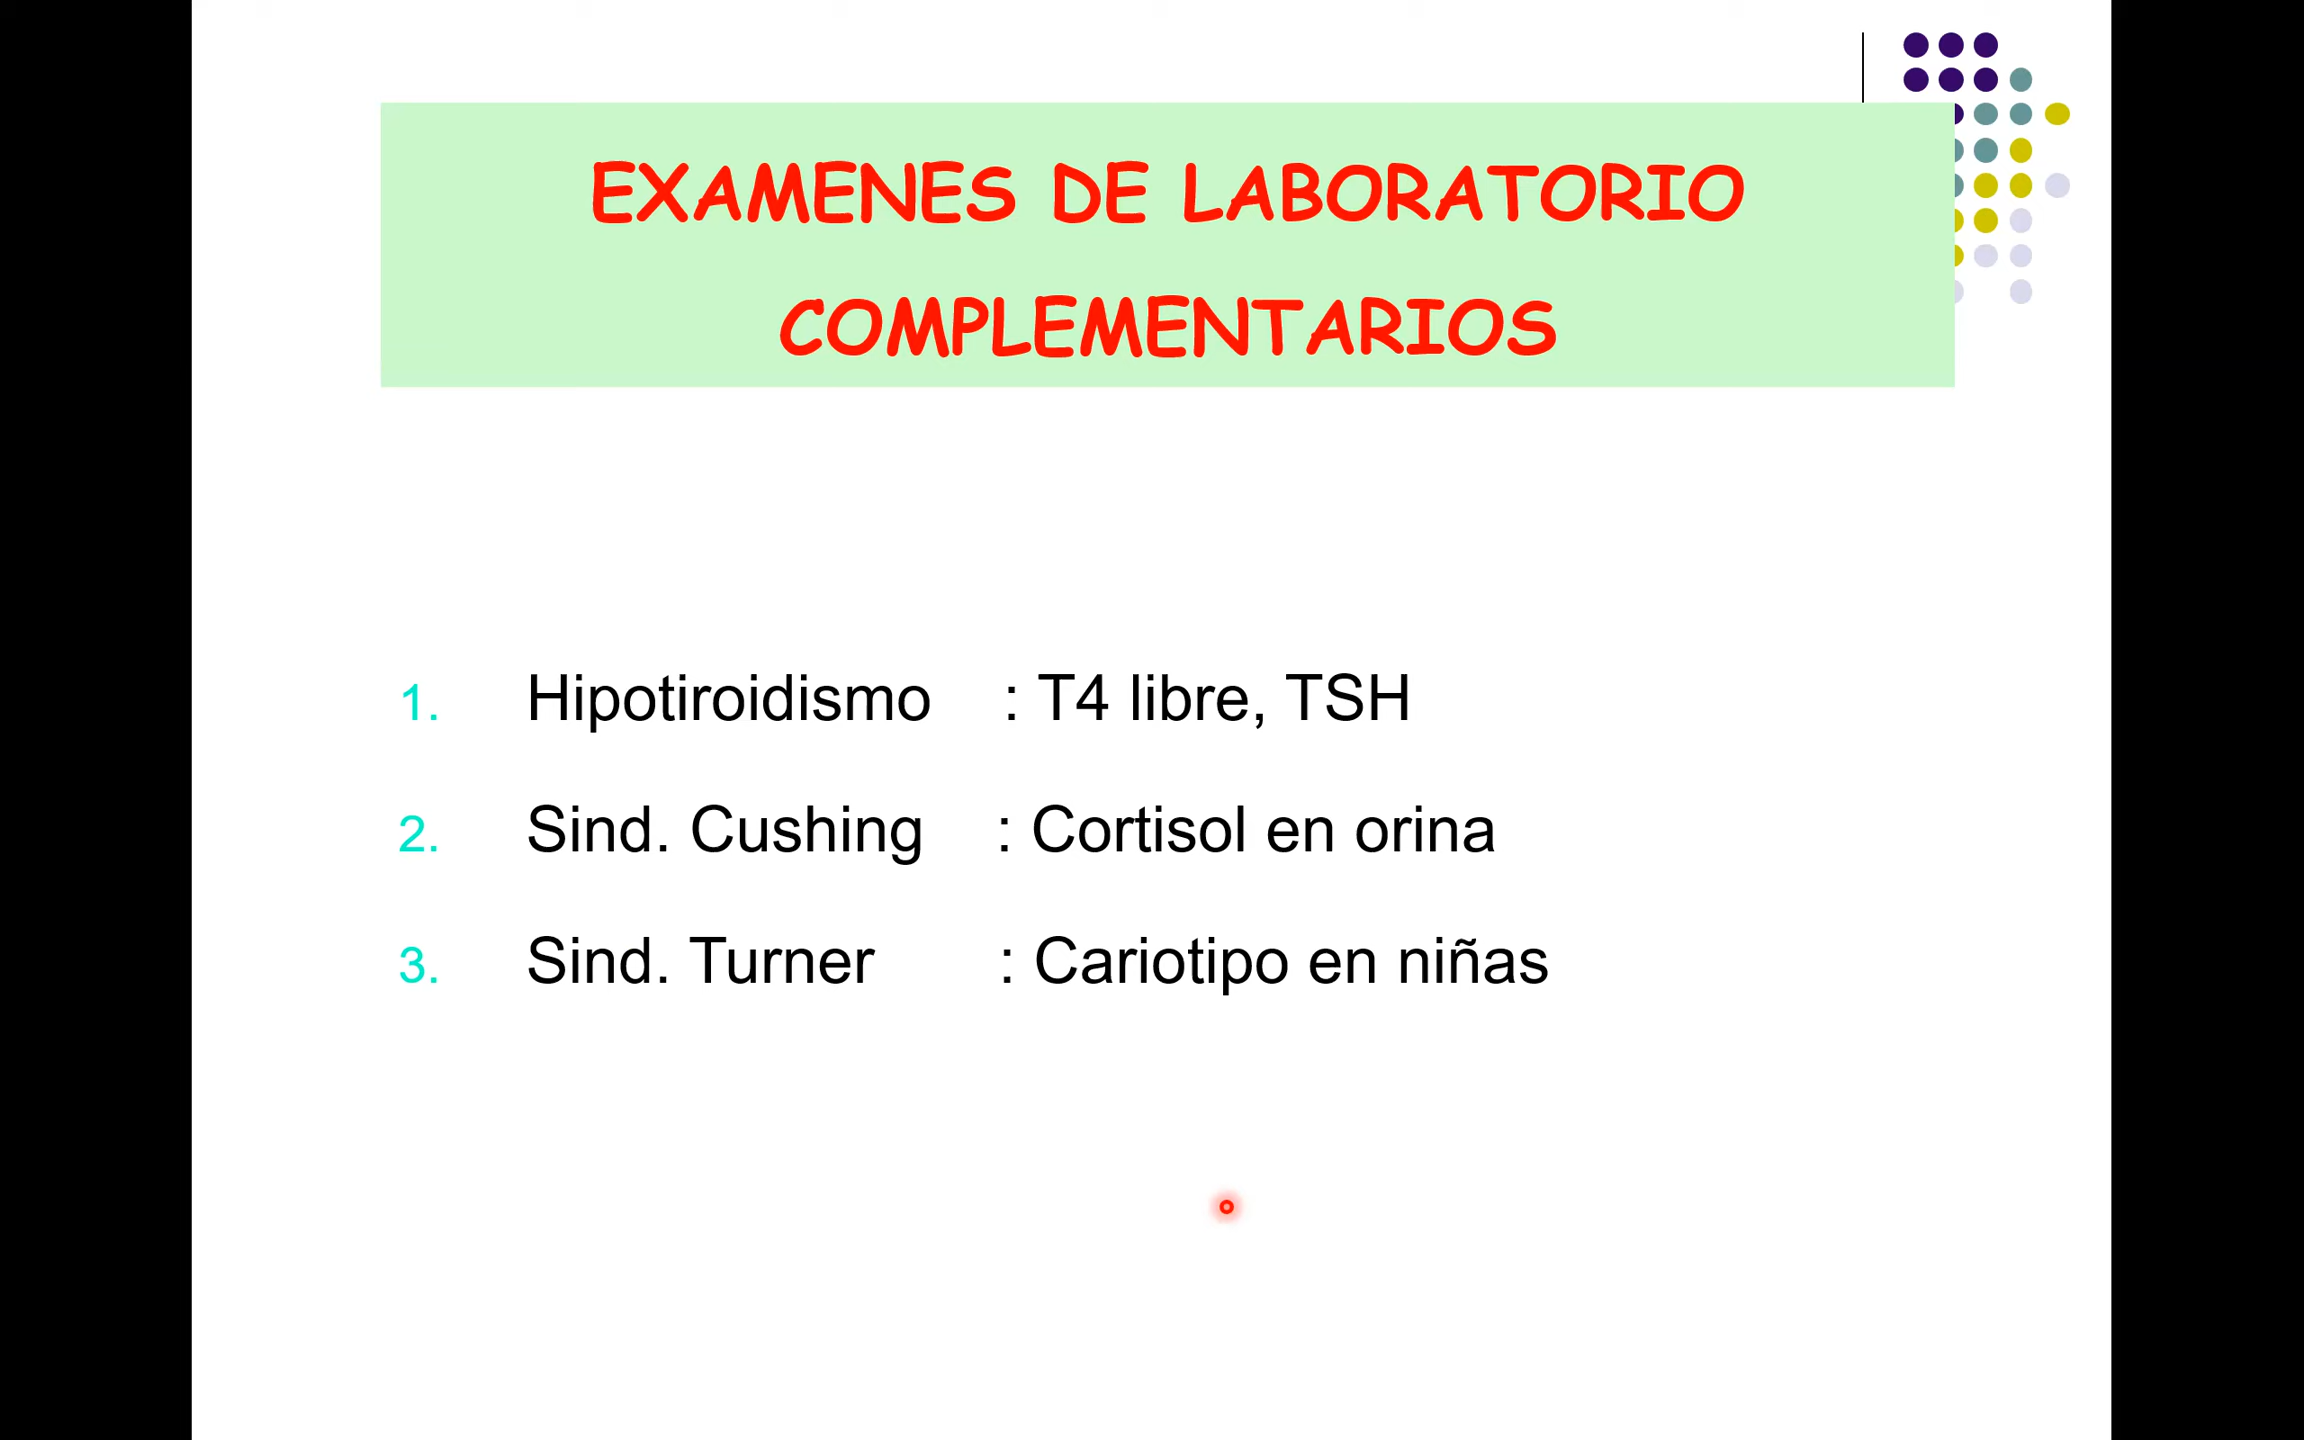 EXAMENES DE LABORATORIO
COMPLEMENTARIOS
1. Hipotiroidismo : T4 libre, TSH
2. Sind. Cushing : Cortisol en orina
3. Sind. Turner : Cariotipo en niñas